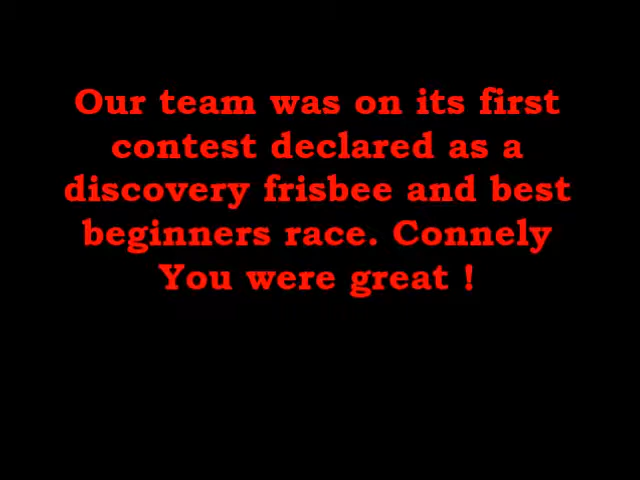 Our team was on its first
contest declared as a
discovery frisbee and best
beginners race. Connely
You were great !